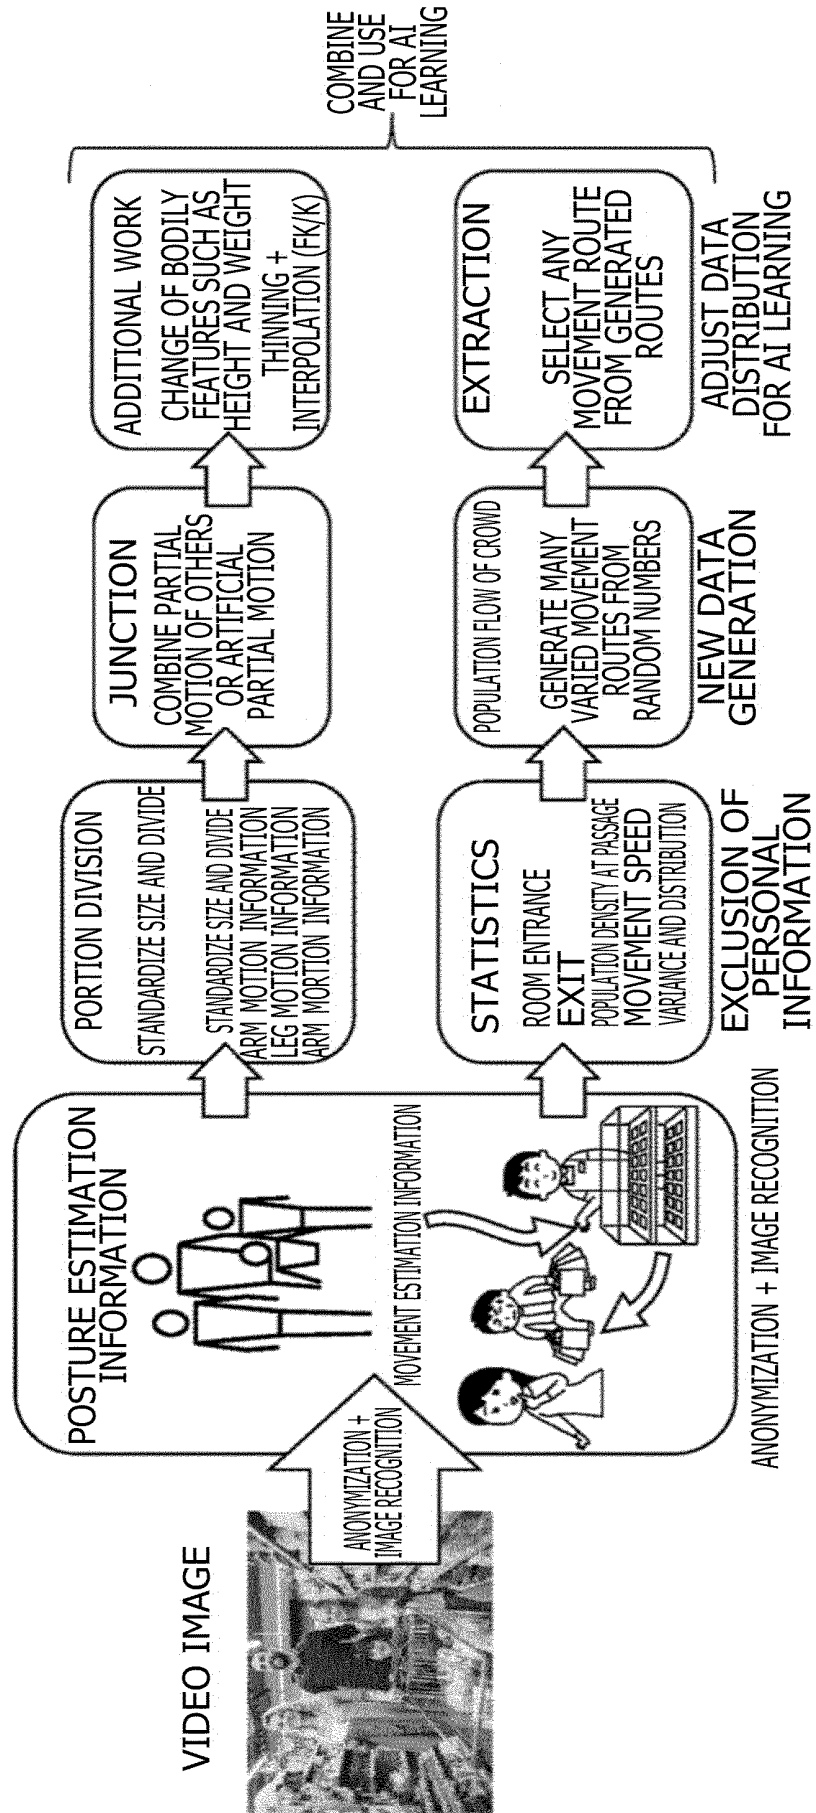 VIDEO IMAGE
ANONYMIZATION +
IMAGE RECOGNITION
POSTURE ESTIMATION
INFORMATION
MOVEMENT ESTIMATION INFORMATION
ANONYMIZATION + IMAGE RECOGNITION
PORTION DIVISION
STANDARDIZE SIZE AND DIVIDE
STANDARDIZE SIZE AND DIVIDE
ARM MOTION INFORMATION
LEG MOTION INFORMATION
ARM MORTION INFORMATION
STATISTICS
ROOM ENTRANCE
EXIT
POPULATION DENSITY AT PASSAGE
MOVEMENT SPEED
VARIANCE AND DISTRIBUTION
EXCLUSION OF
PERSONAL
INFORMATION
JUNCTION
COMBINE PARTIAL
MOTION OF OTHERS
OR ARTIFICIAL
PARTIAL MOTION
POPULATION FLOW OF CROWD
GENERATE MANY
VARIED MOVEMENT
ROUTES FROM
RANDOM NUMBERS
NEW DATA
GENERATION
ADDITIONAL WORK
CHANGE OF BODILY
FEATURES SUCH AS
HEIGHT AND WEIGHT
THINNING +
INTERPOLATION (FK/K)
EXTRACTION
SELECT ANY
MOVEMENT ROUTE
FROM GENERATED
ROUTES
ADJUST DATA
DISTRIBUTION
FOR AI LEARNING
COMBINE
AND USE
FOR AI
LEARNING